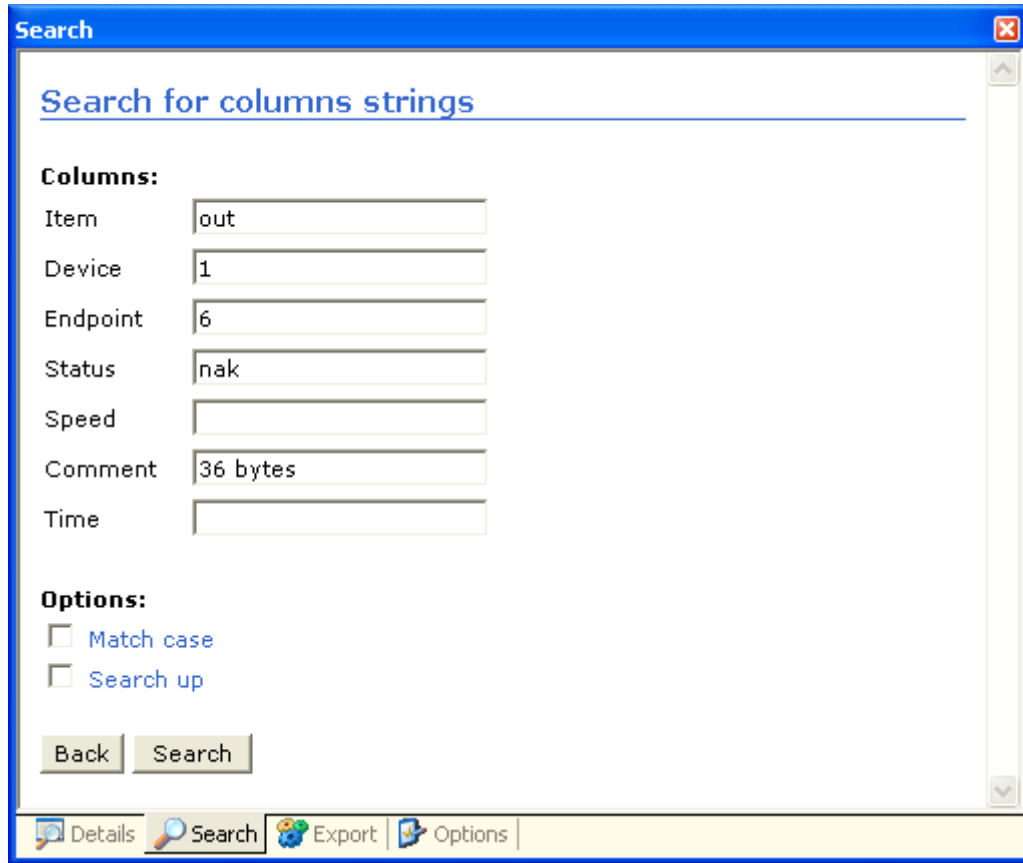 Search
Search for columns strings
Columns:
Item out
Device 1
Endpoint 6
Status nak
Speed
Comment 36 bytes
Time
Options:
Match case
Search up
Back Search
Details Search Export Options